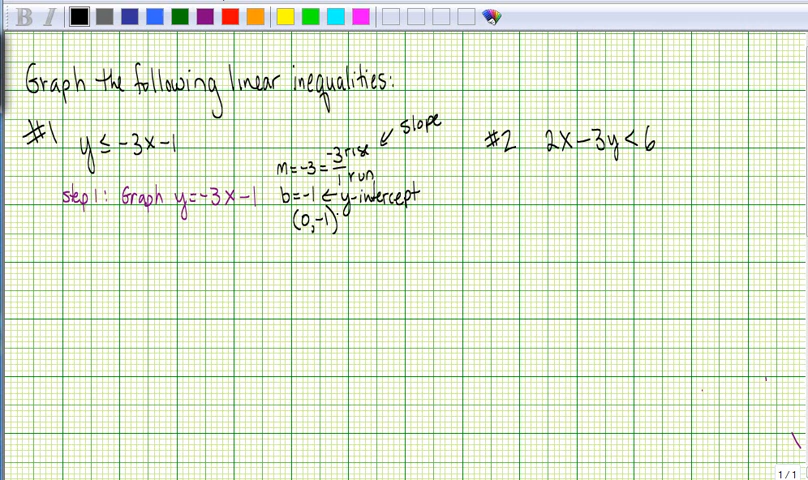 B I
Graph the following linear inequalities:
#1 y ≤ -3x-1
m=-3= -3/1 rise run ← slope
#2 2x-3y<6
step 1: Graph y=-3x-1
b=-1 ← y-intercept
(0,-1)
1/1